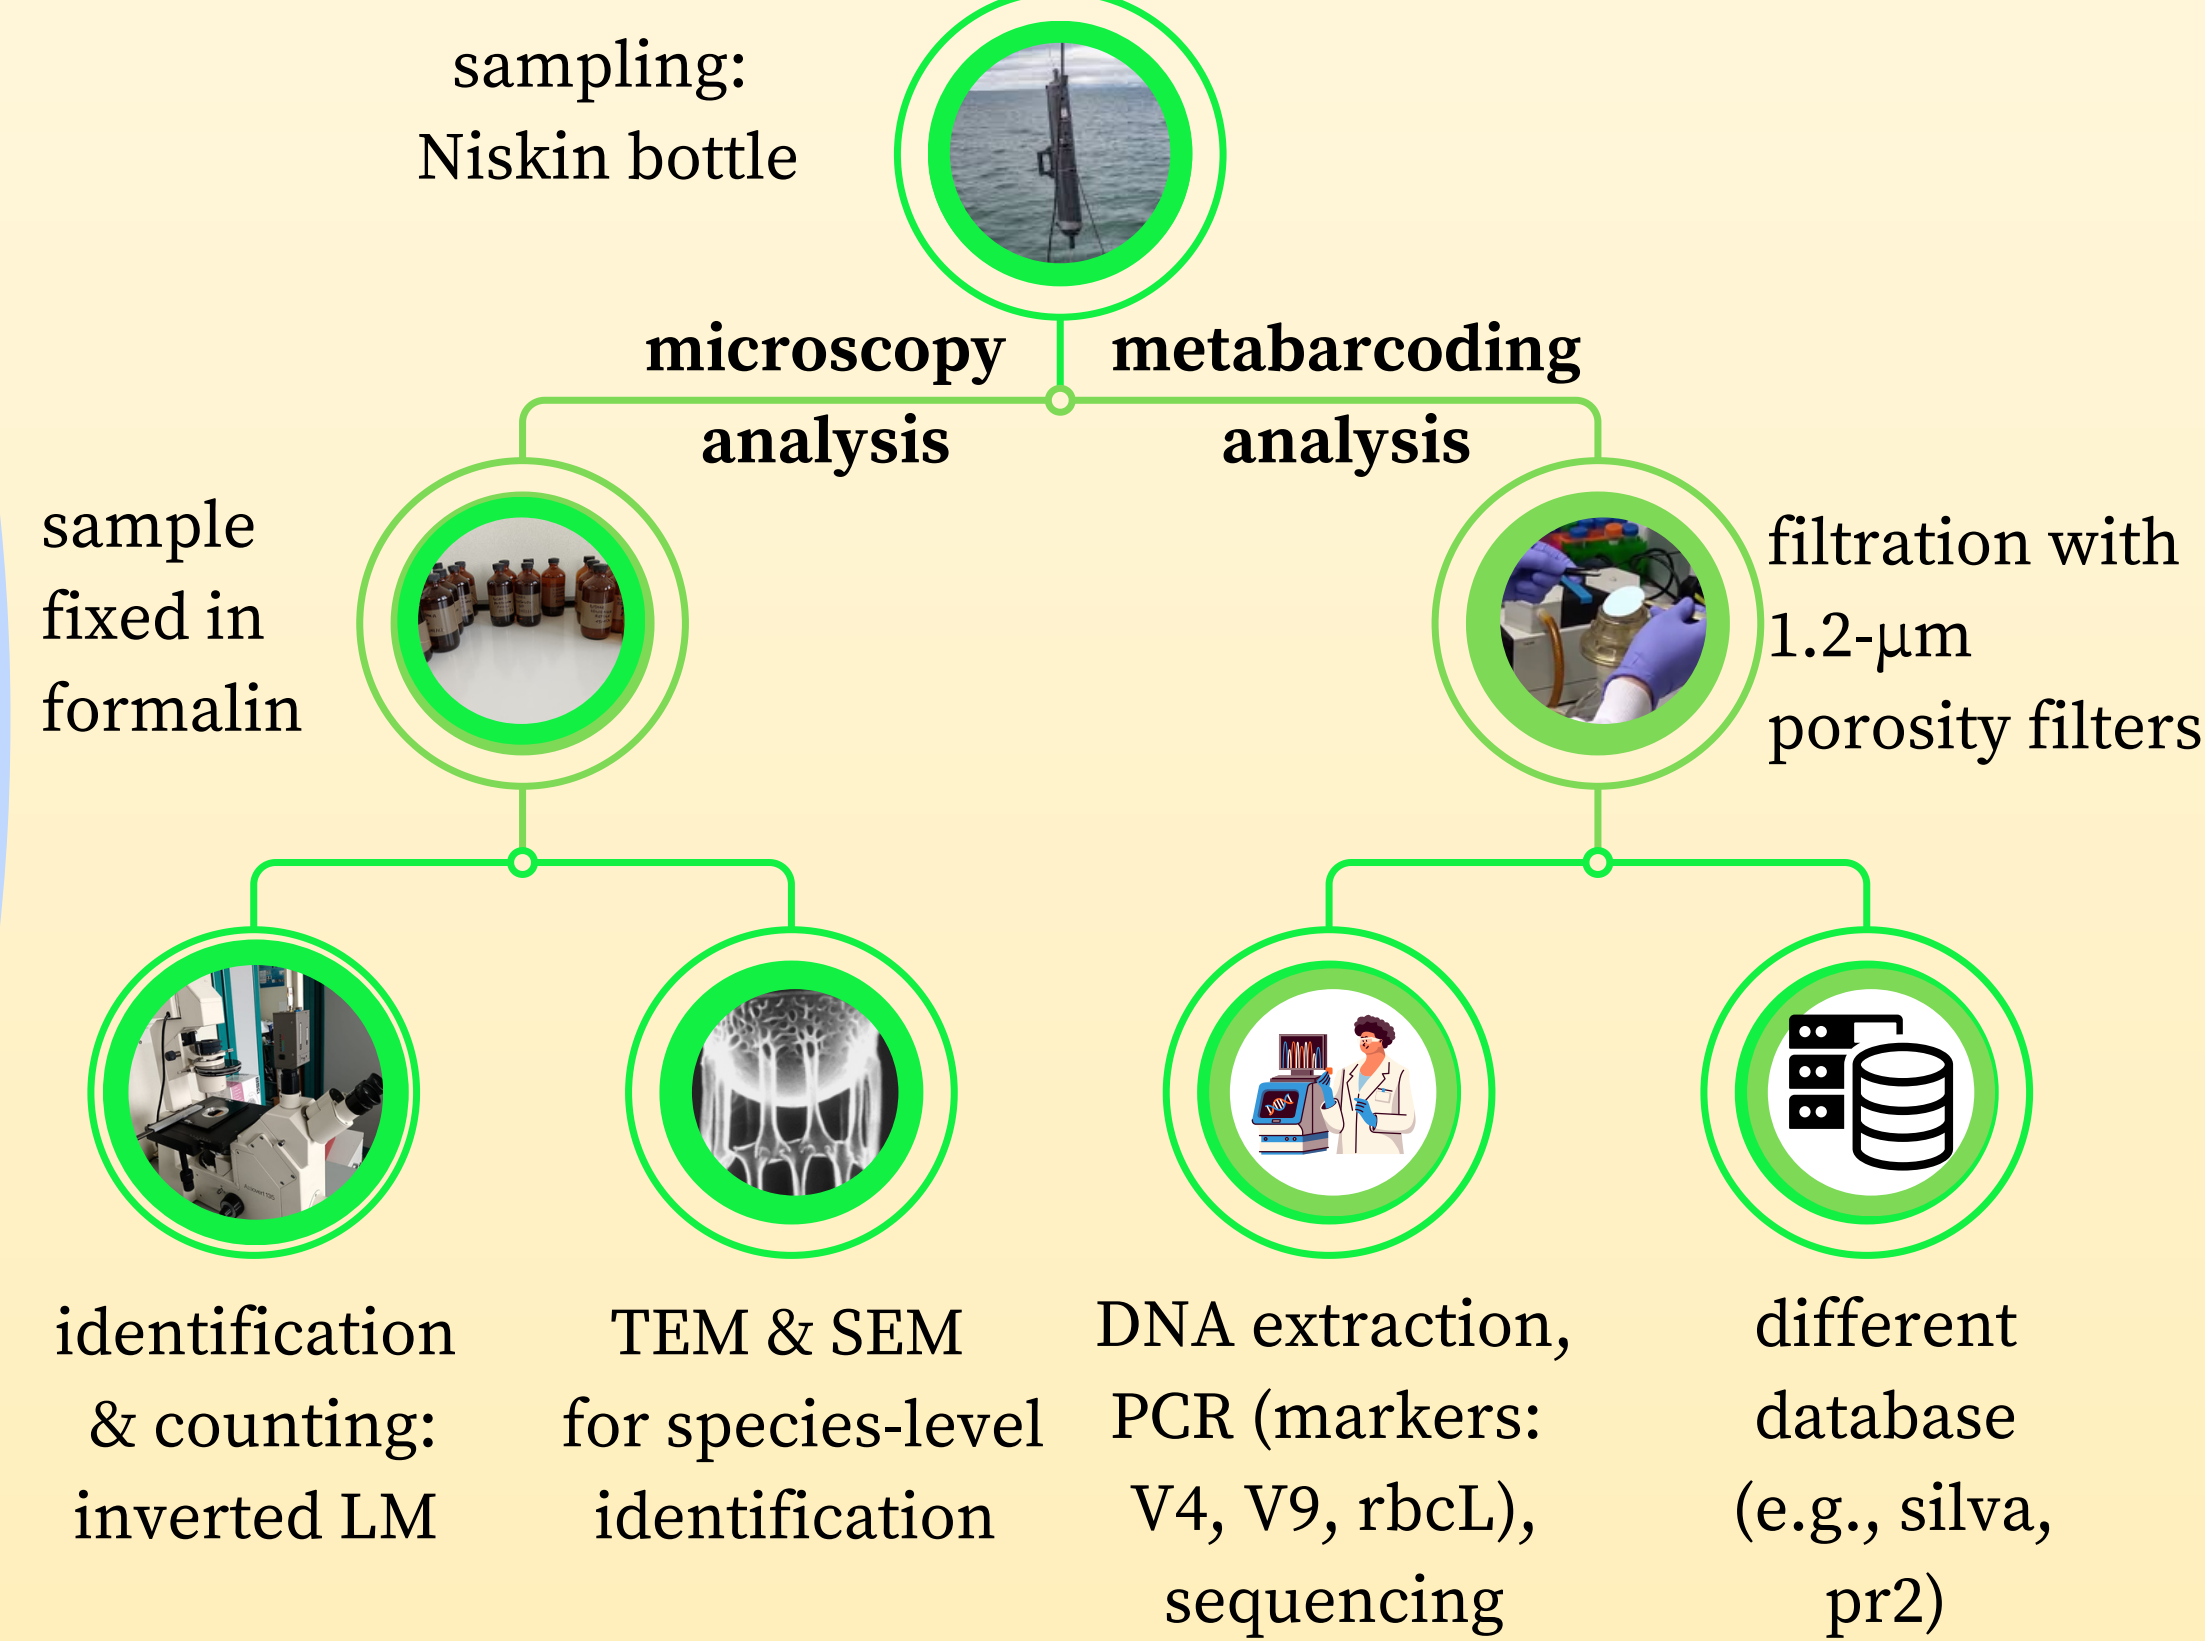 sampling:
Niskin bottle
microscopy
analysis
metabarcoding
analysis
sample
fixed in
formalin
filtration with
1.2-μm
porosity filters
identification
& counting:
inverted LM
TEM & SEM
for species-level
identification
DNA extraction,
PCR (markers:
V4, V9, rbcL),
sequencing
different
database
(e.g., silva,
pr2)